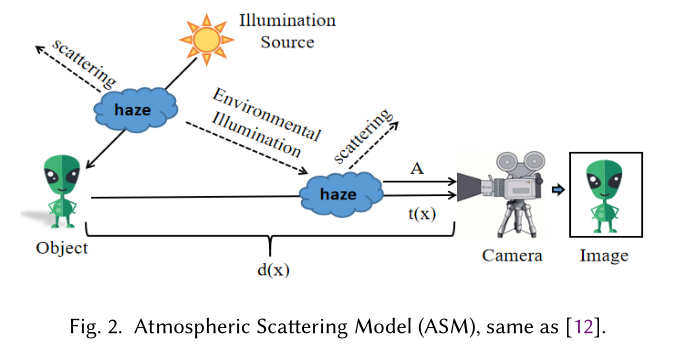 Illumination
Source
scattering
haze
Environmental
Illumination
scattering
haze
A
t(x)
Object
d(x)
Camera
Image
Fig. 2. Atmospheric Scattering Model (ASM), same as [12].